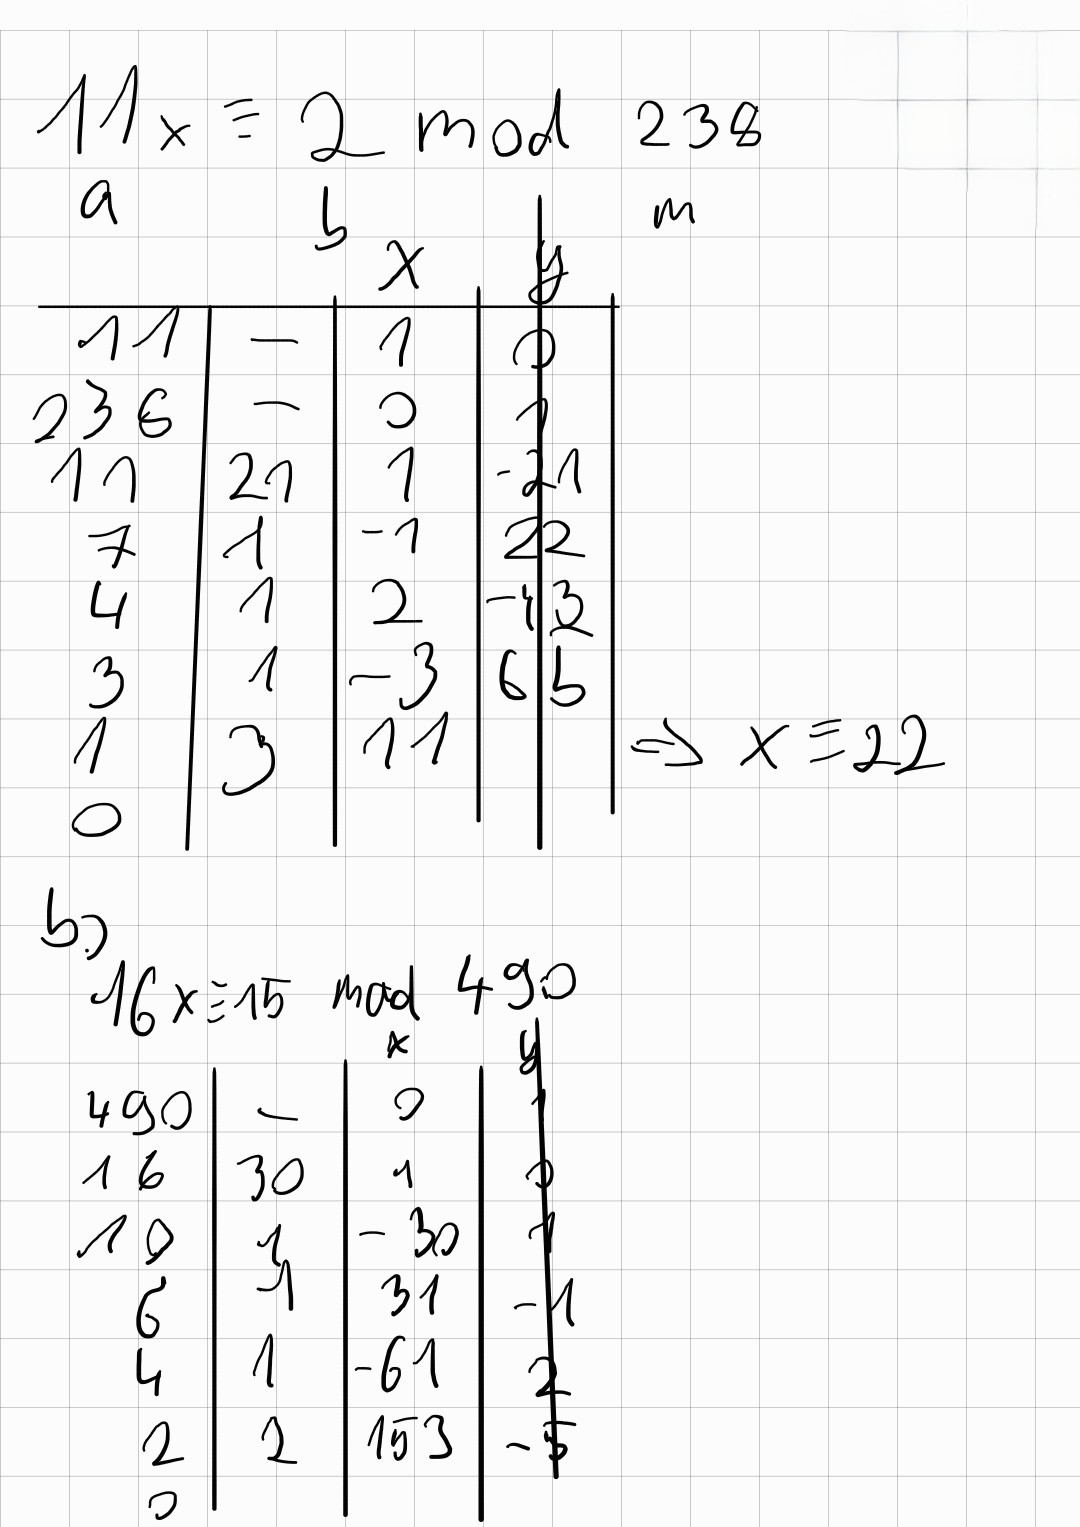 11x ≡ 2 mod 238
a b m
x y
11 – 1 0
236 – 0 1
11 21 1 -21
7 1 -1 22
4 1 2 -43
3 1 -3 65
1 3 11 ⇒ x ≡ 22
0
b.)
16x ≡ 15 mod 490
x y
490 – 0 1
16 30 1 0
10 1 -30 1
6 1 31 -1
4 1 -61 2
2 2 153 -5
0